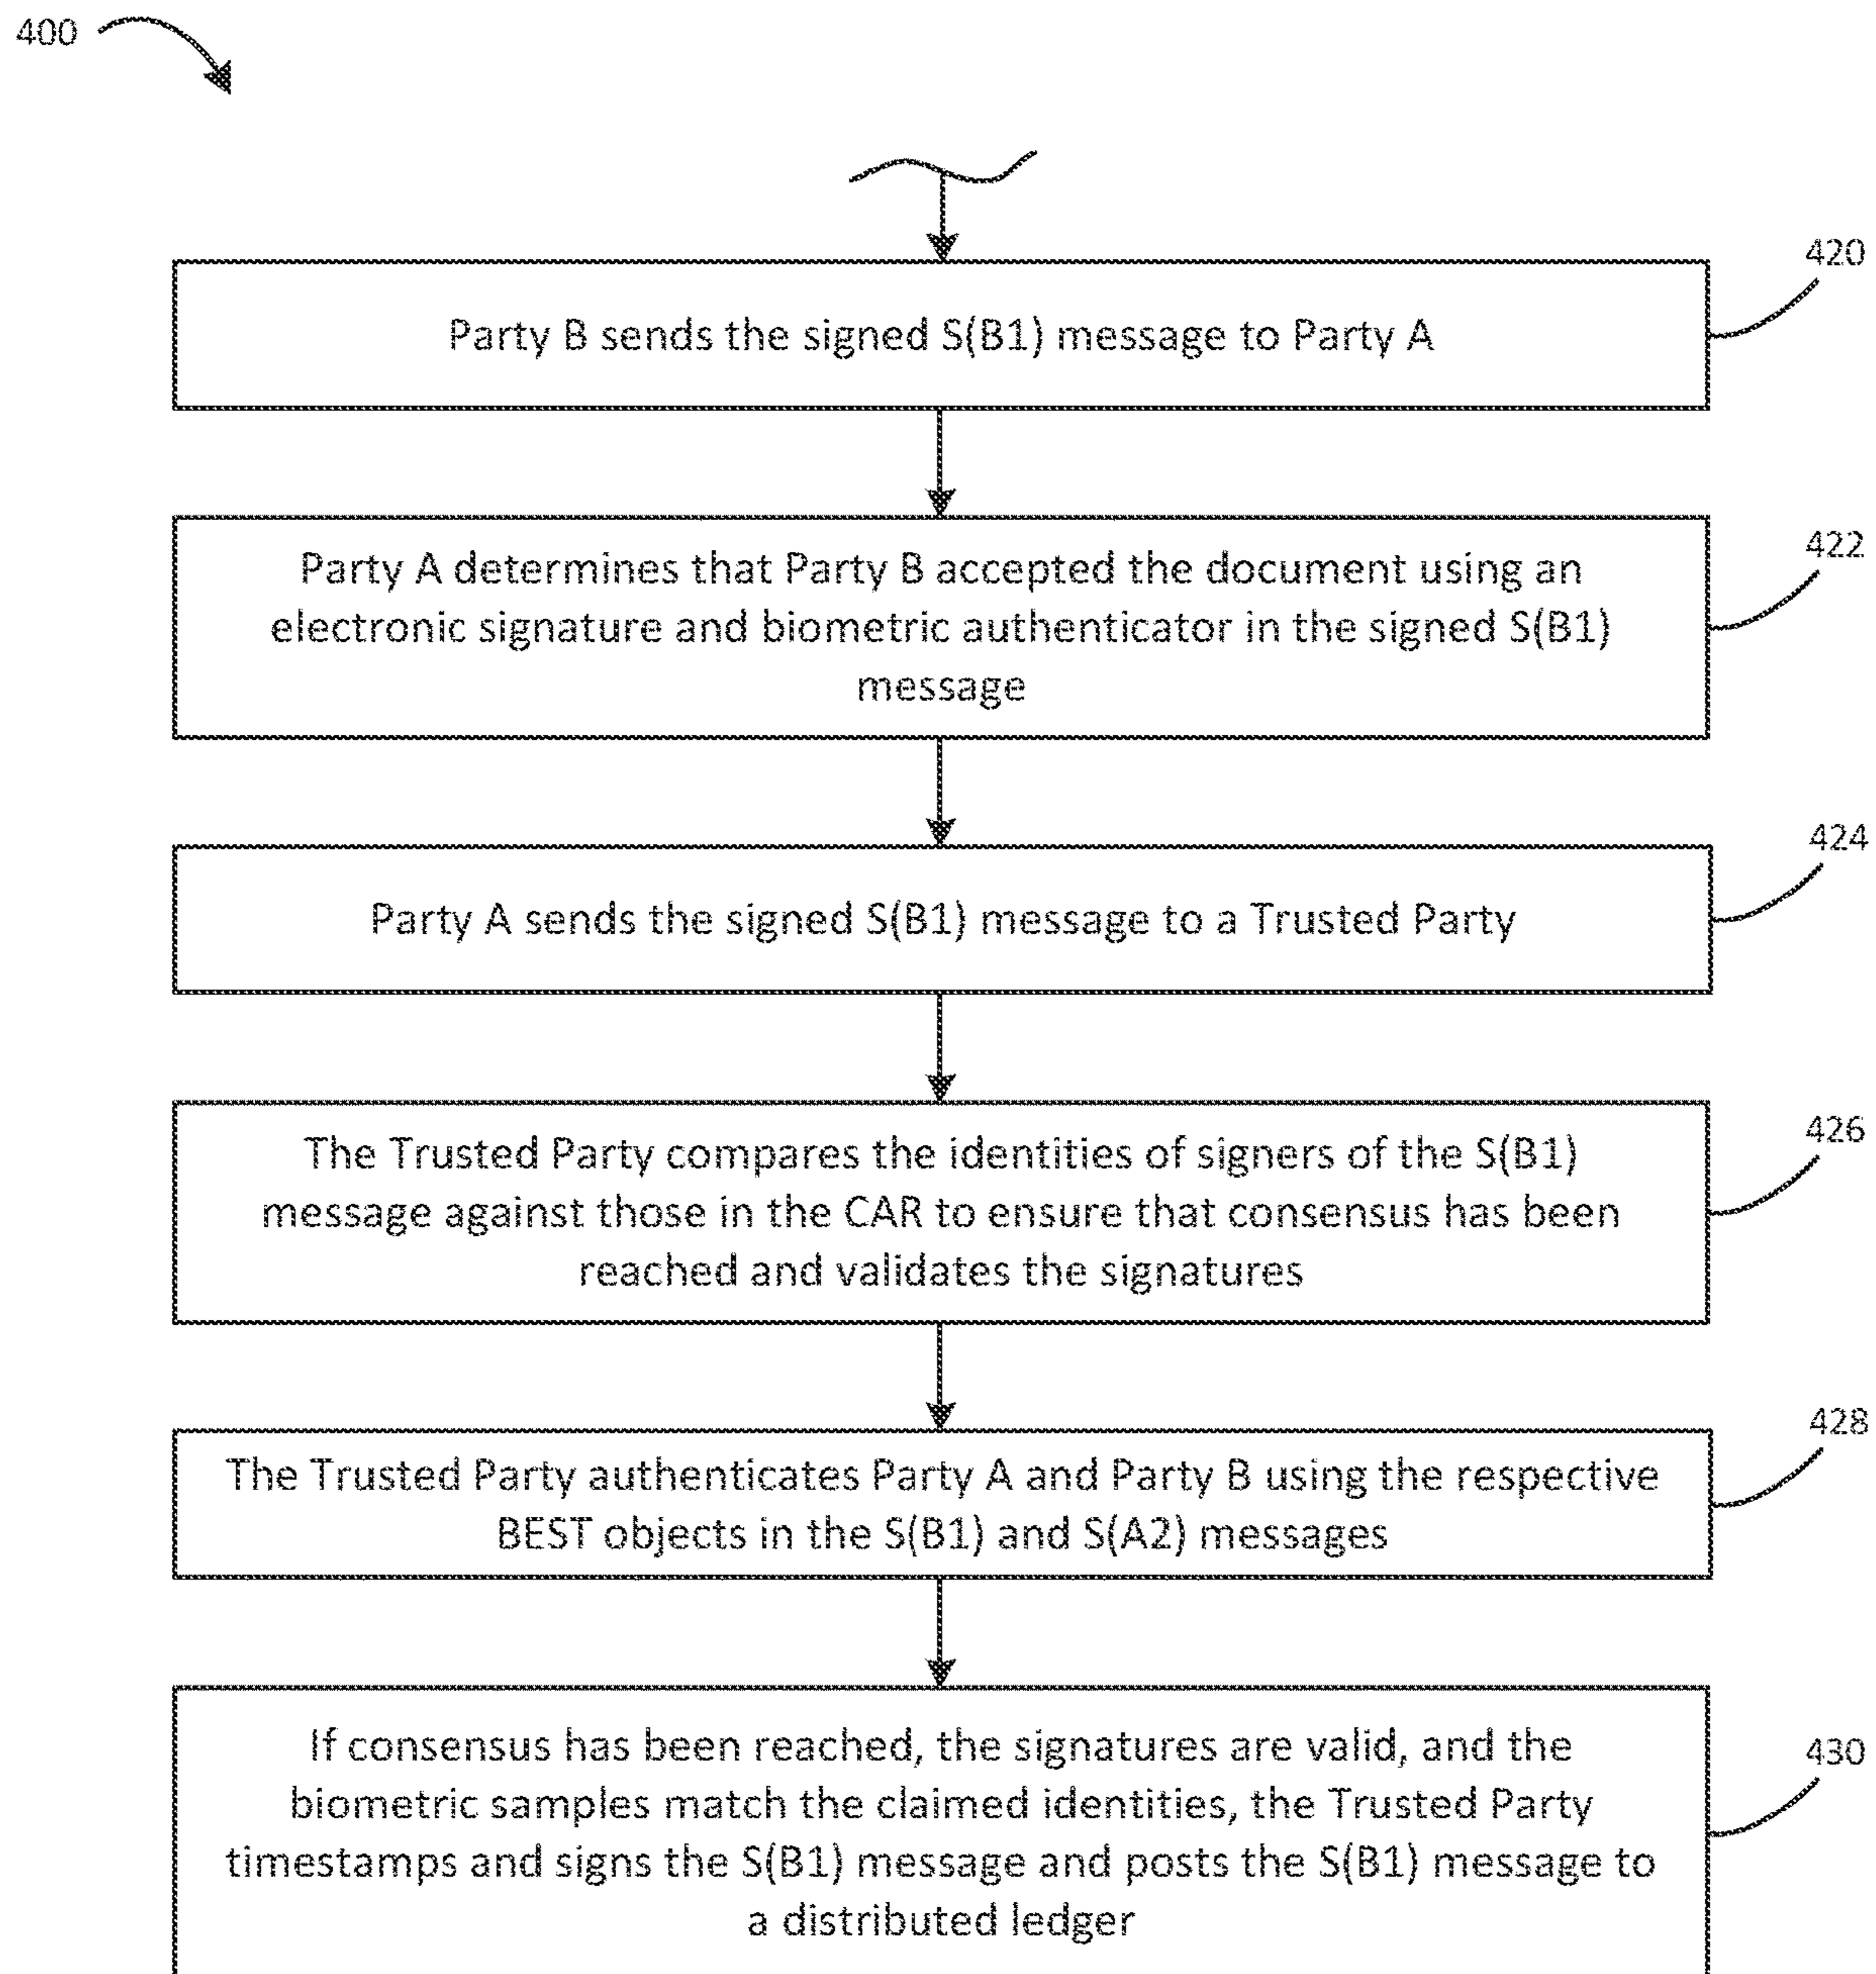 400
420
Party B sends the signed S(B1) message to Party A
422
Party A determines that Party B accepted the document using an
electronic signature and biometric authenticator in the signed S(B1)
message
424
Party A sends the signed S(B1) message to a Trusted Party
426
The Trusted Party compares the identities of signers of the S(B1)
message against those in the CAR to ensure that consensus has been
reached and validates the signatures
428
The Trusted Party authenticates Party A and Party B using the respective
BEST objects in the S(B1) and S(A2) messages
430
If consensus has been reached, the signatures are valid, and the
biometric samples match the claimed identities, the Trusted Party
timestamps and signs the S(B1) message and posts the S(B1) message to
a distributed ledger